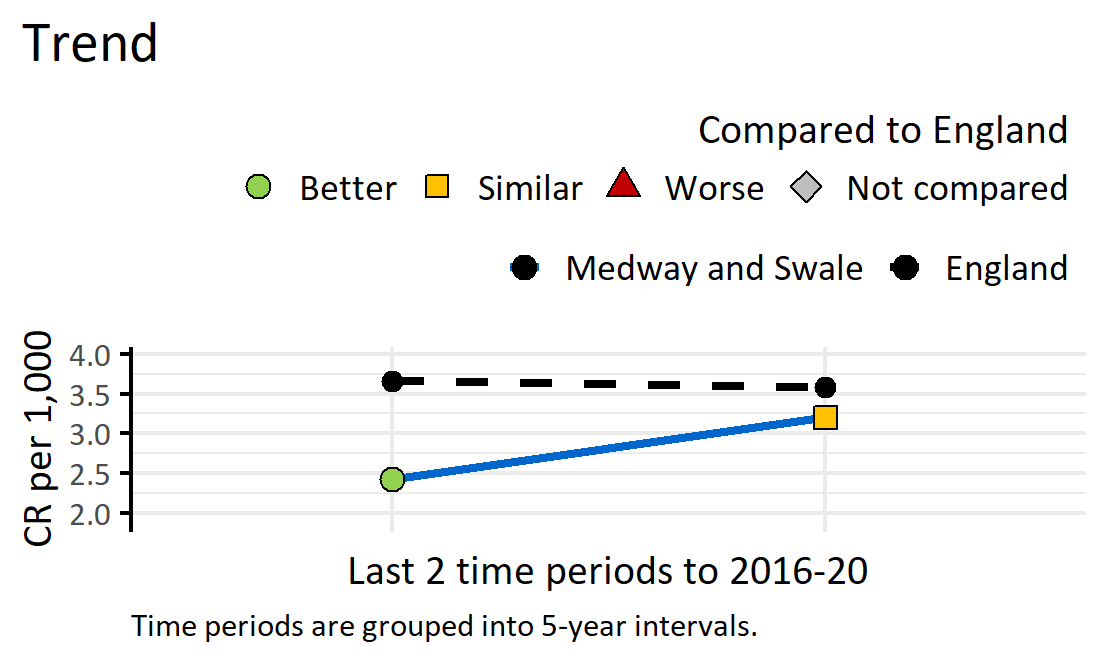 Trend
Compared to England
Better Similar Worse Not compared
Medway and Swale England
CR per 1,000
4.0
3.5
3.0
2.5
2.0
Last 2 time periods to 2016-20
Time periods are grouped into 5-year intervals.